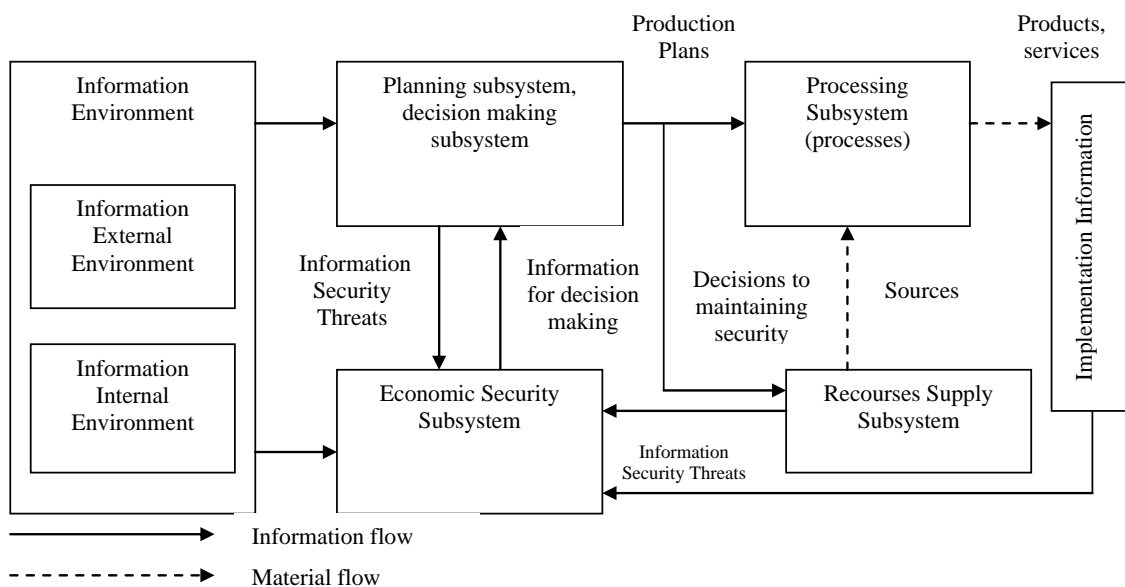 Production
Plans
Products,
services
Information
Environment
Information
External
Environment
Information
Internal
Environment
Planning subsystem,
decision making
subsystem
Processing
Subsystem
(processes)
Implementation Information
Information
Security
Threats
Information
for decision
making
Decisions to
maintaining
security
Sources
Economic Security
Subsystem
Recourses Supply
Subsystem
Information
Security Threats
Information flow
Material flow